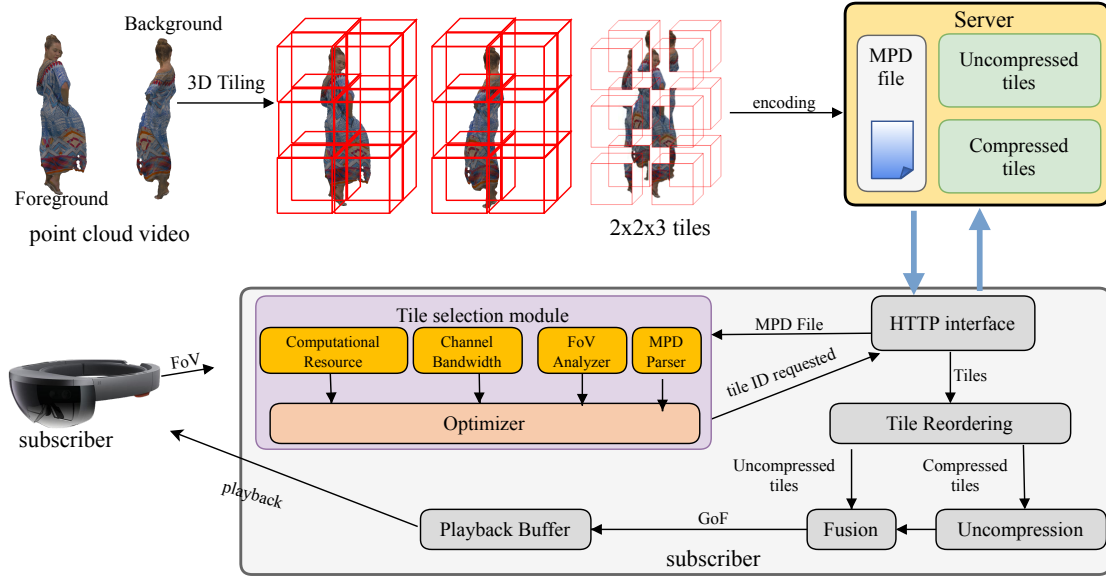 Background
3D Tiling
Foreground
point cloud video
2x2x3 tiles
encoding
Server
MPD
file
Uncompressed
tiles
Compressed
tiles
FoV
subscriber
playback
Tile selection module
Computational
Resource
Channel
Bandwidth
FoV
Analyzer
MPD
Parser
Optimizer
MPD File
tile ID requested
HTTP interface
Tiles
Tile Reordering
Uncompressed
tiles
Compressed
tiles
Uncompression
Fusion
GoF
Playback Buffer
subscriber